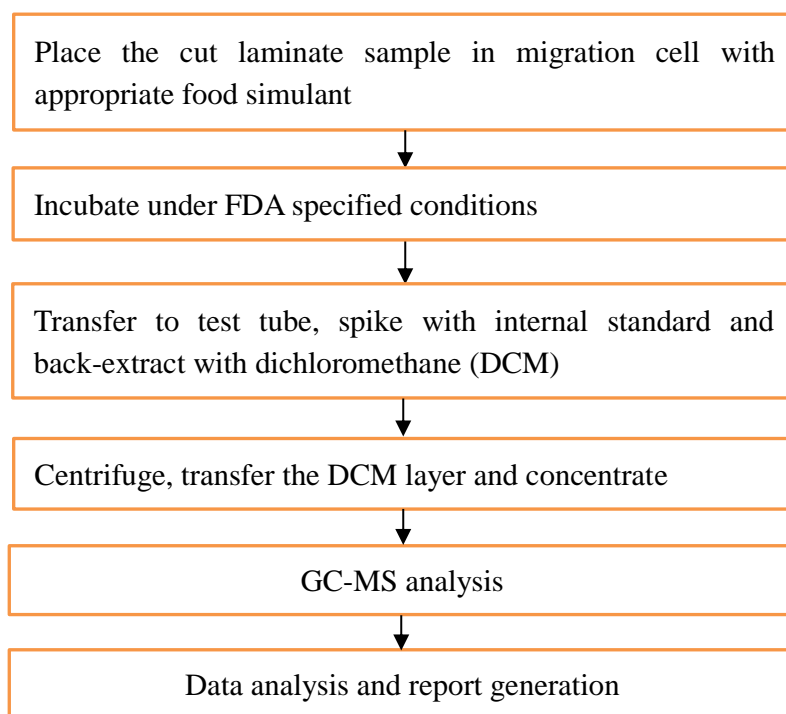 Place the cut laminate sample in migration cell with
appropriate food simulant
Incubate under FDA specified conditions
Transfer to test tube, spike with internal standard and
back-extract with dichloromethane (DCM)
Centrifuge, transfer the DCM layer and concentrate
GC-MS analysis
Data analysis and report generation